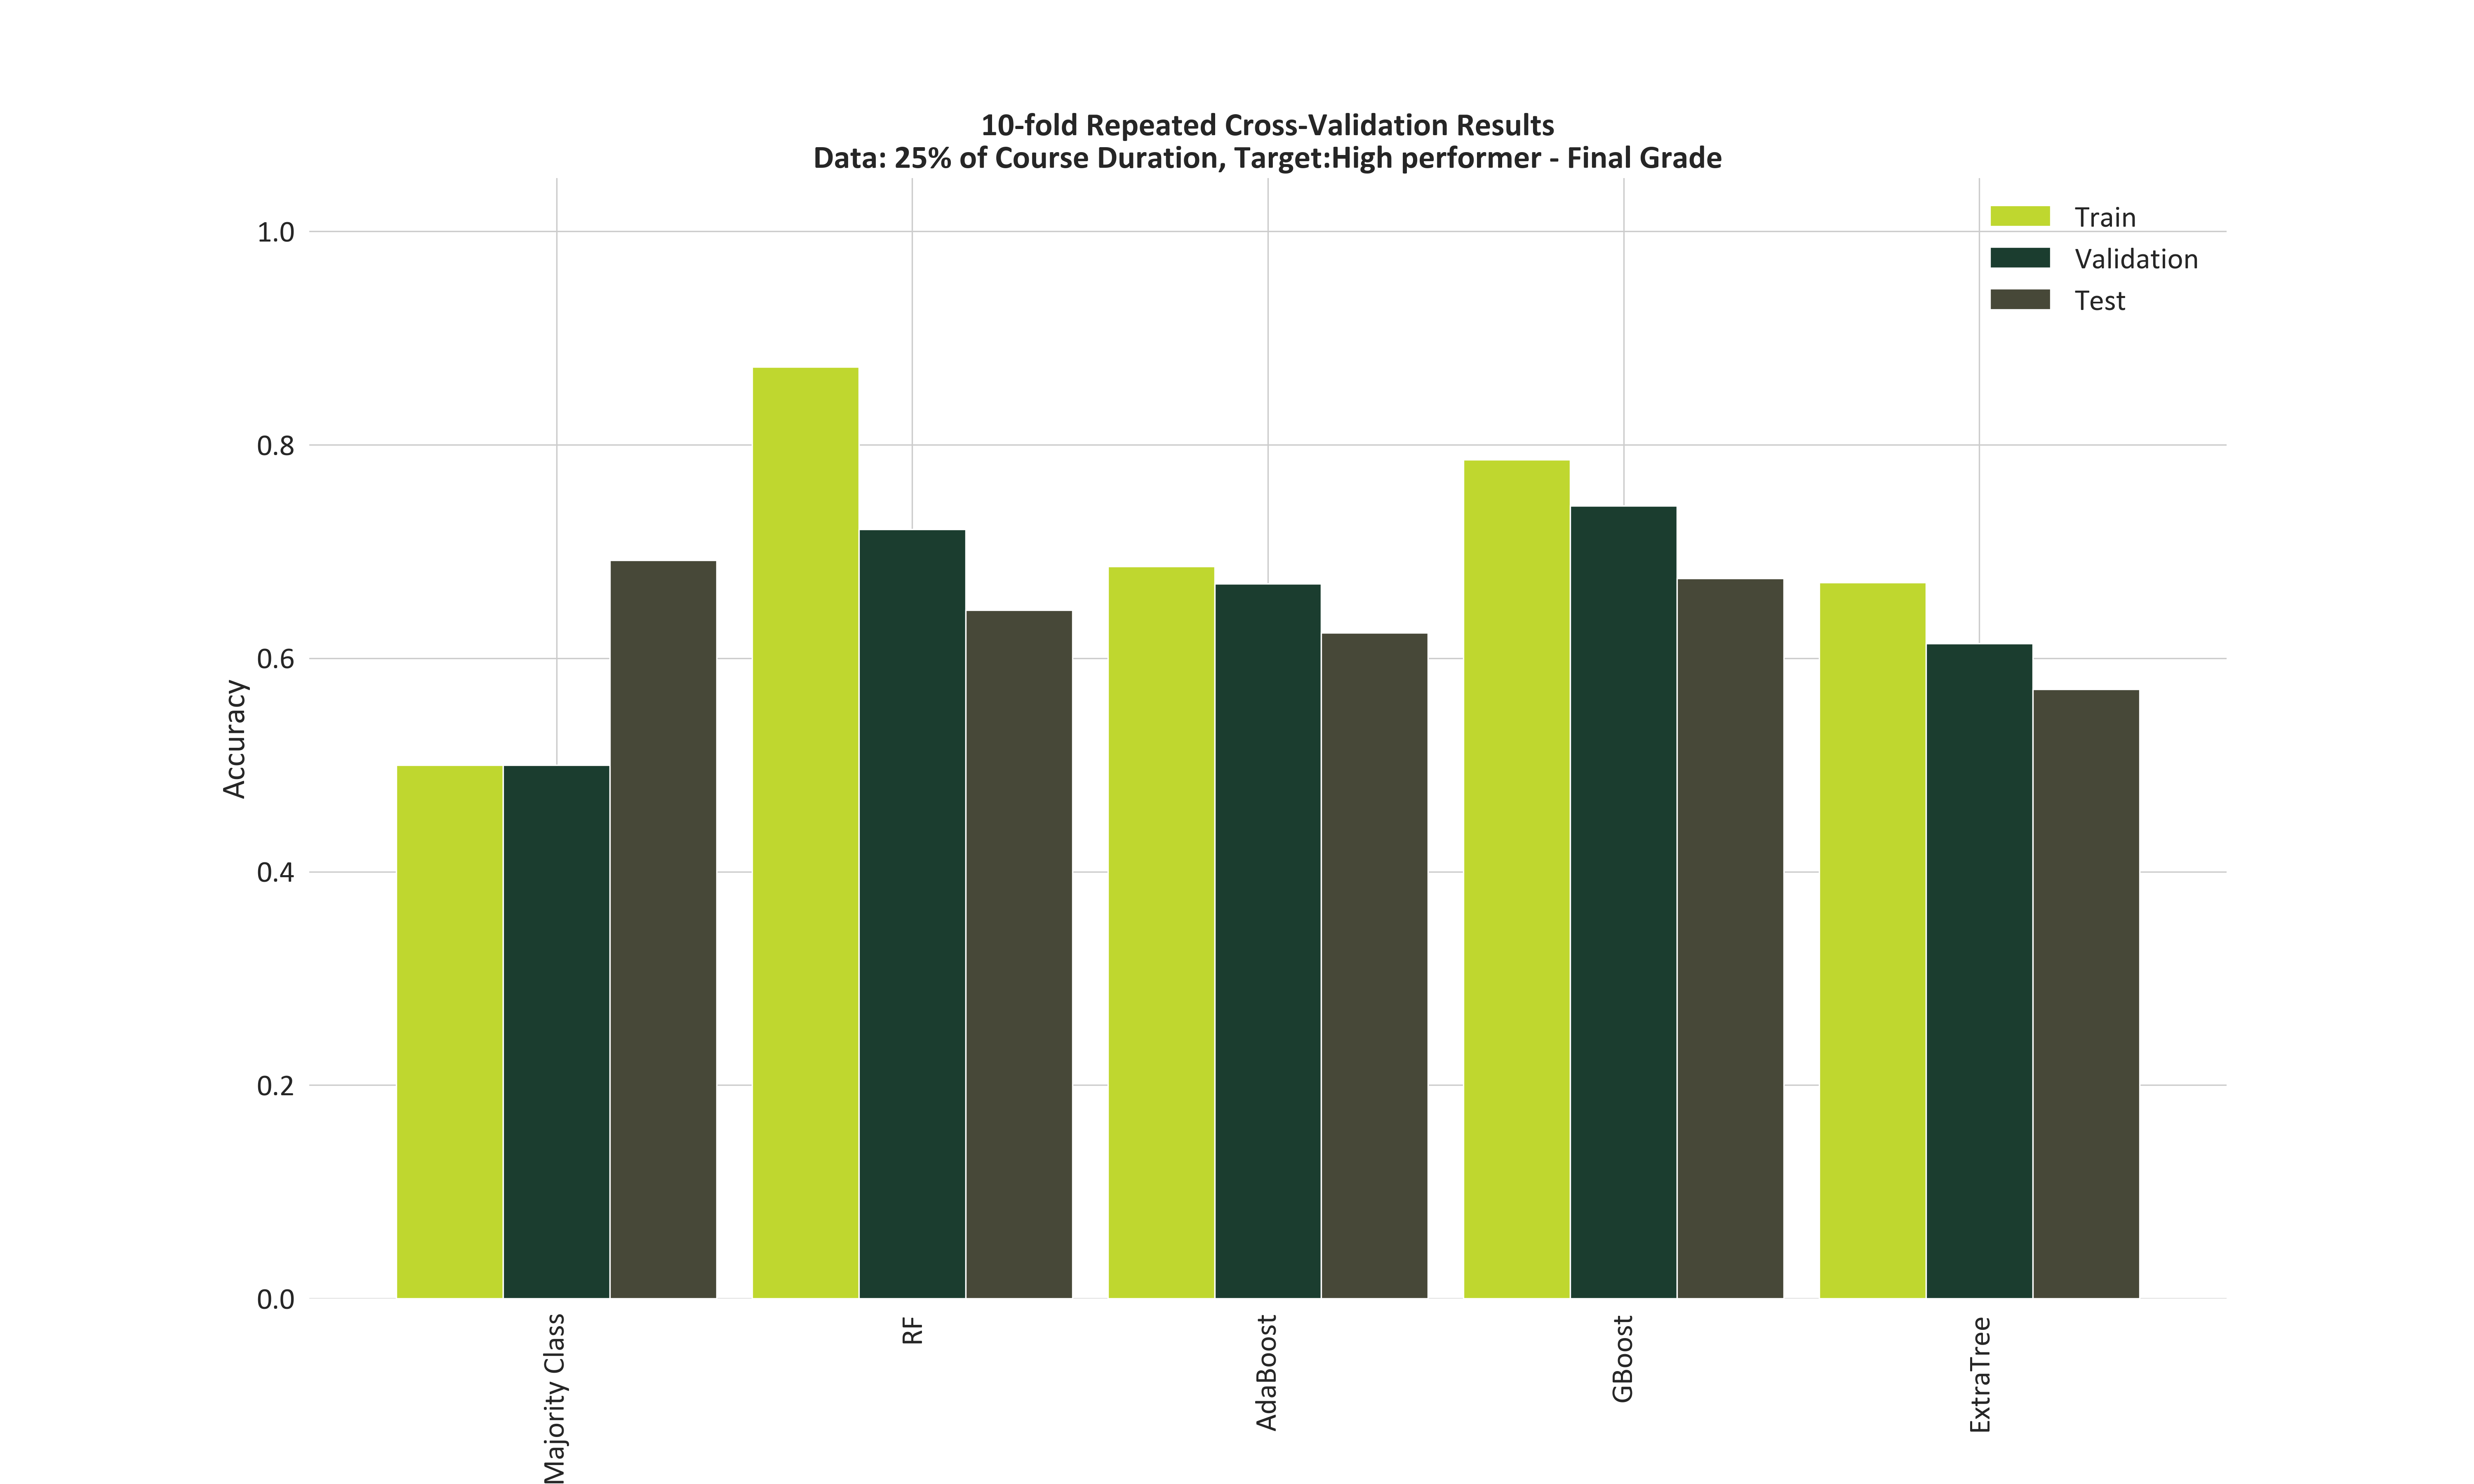 10-fold Repeated Cross-Validation Results
Data: 25% of Course Duration, Target:High performer - Final Grade
Train
Validation
Test
Accuracy
1.0
0.8
0.6
0.4
0.2
0.0
Majority Class
RF
AdaBoost
GBoost
ExtraTree